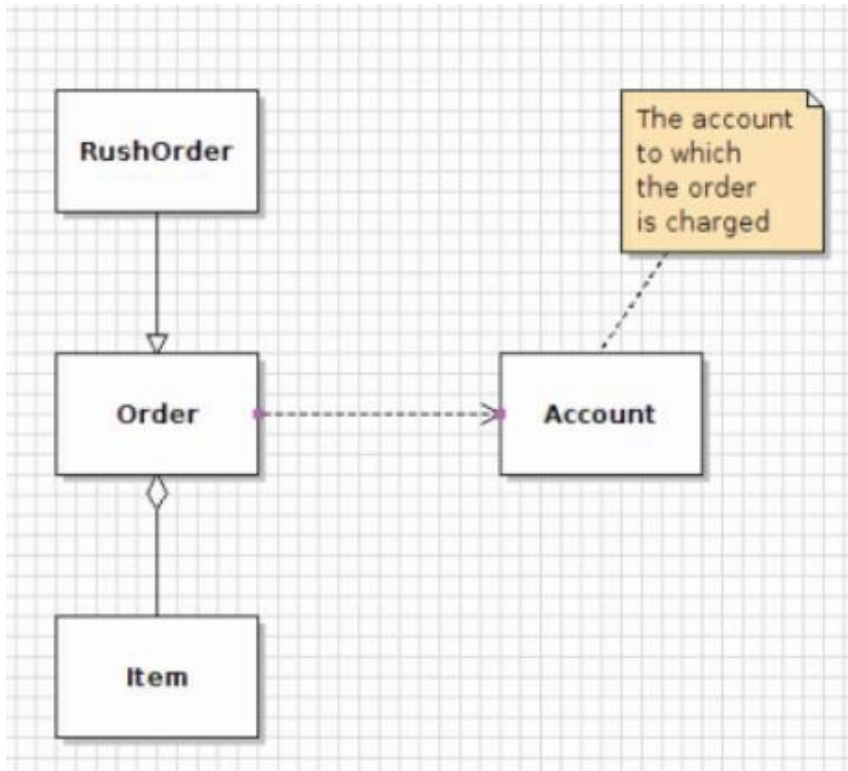 RushOrder
The account
to which
the order
is charged
Order
Account
Item